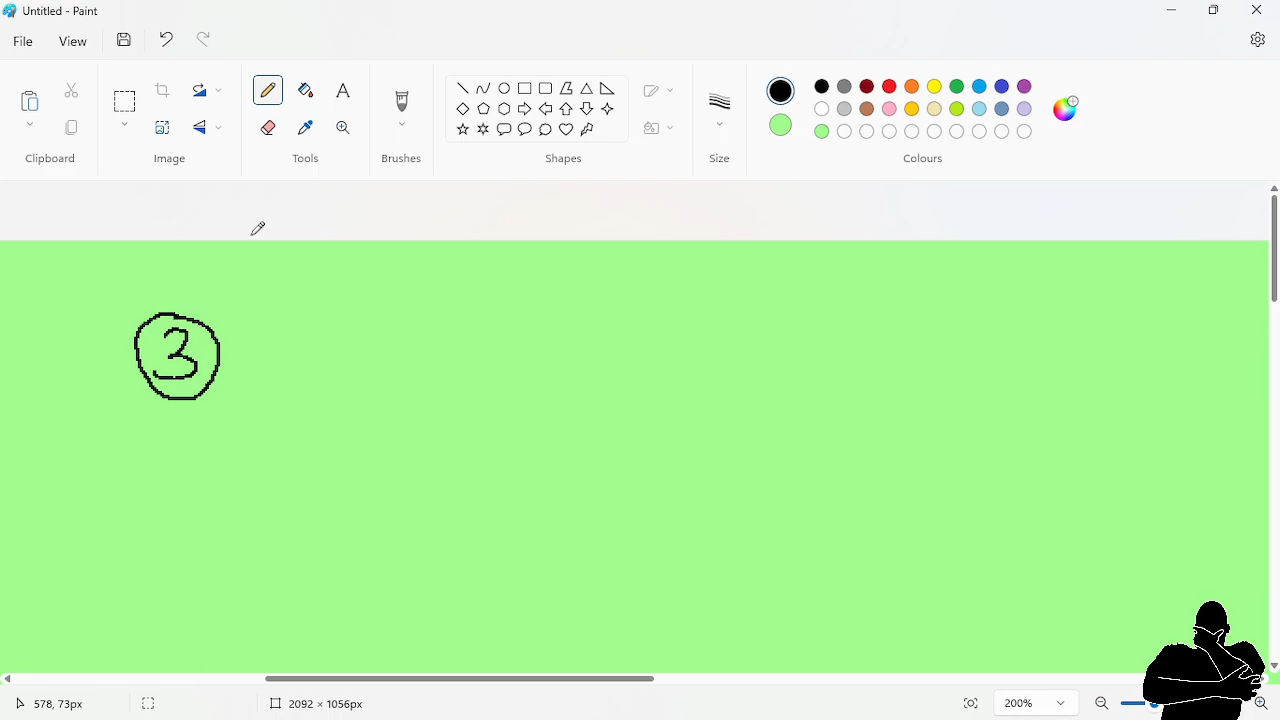 Untitled - Paint
File View
Clipboard Image Tools Brushes Shapes Size Colours
3
578, 73px 2092 × 1056px 200%